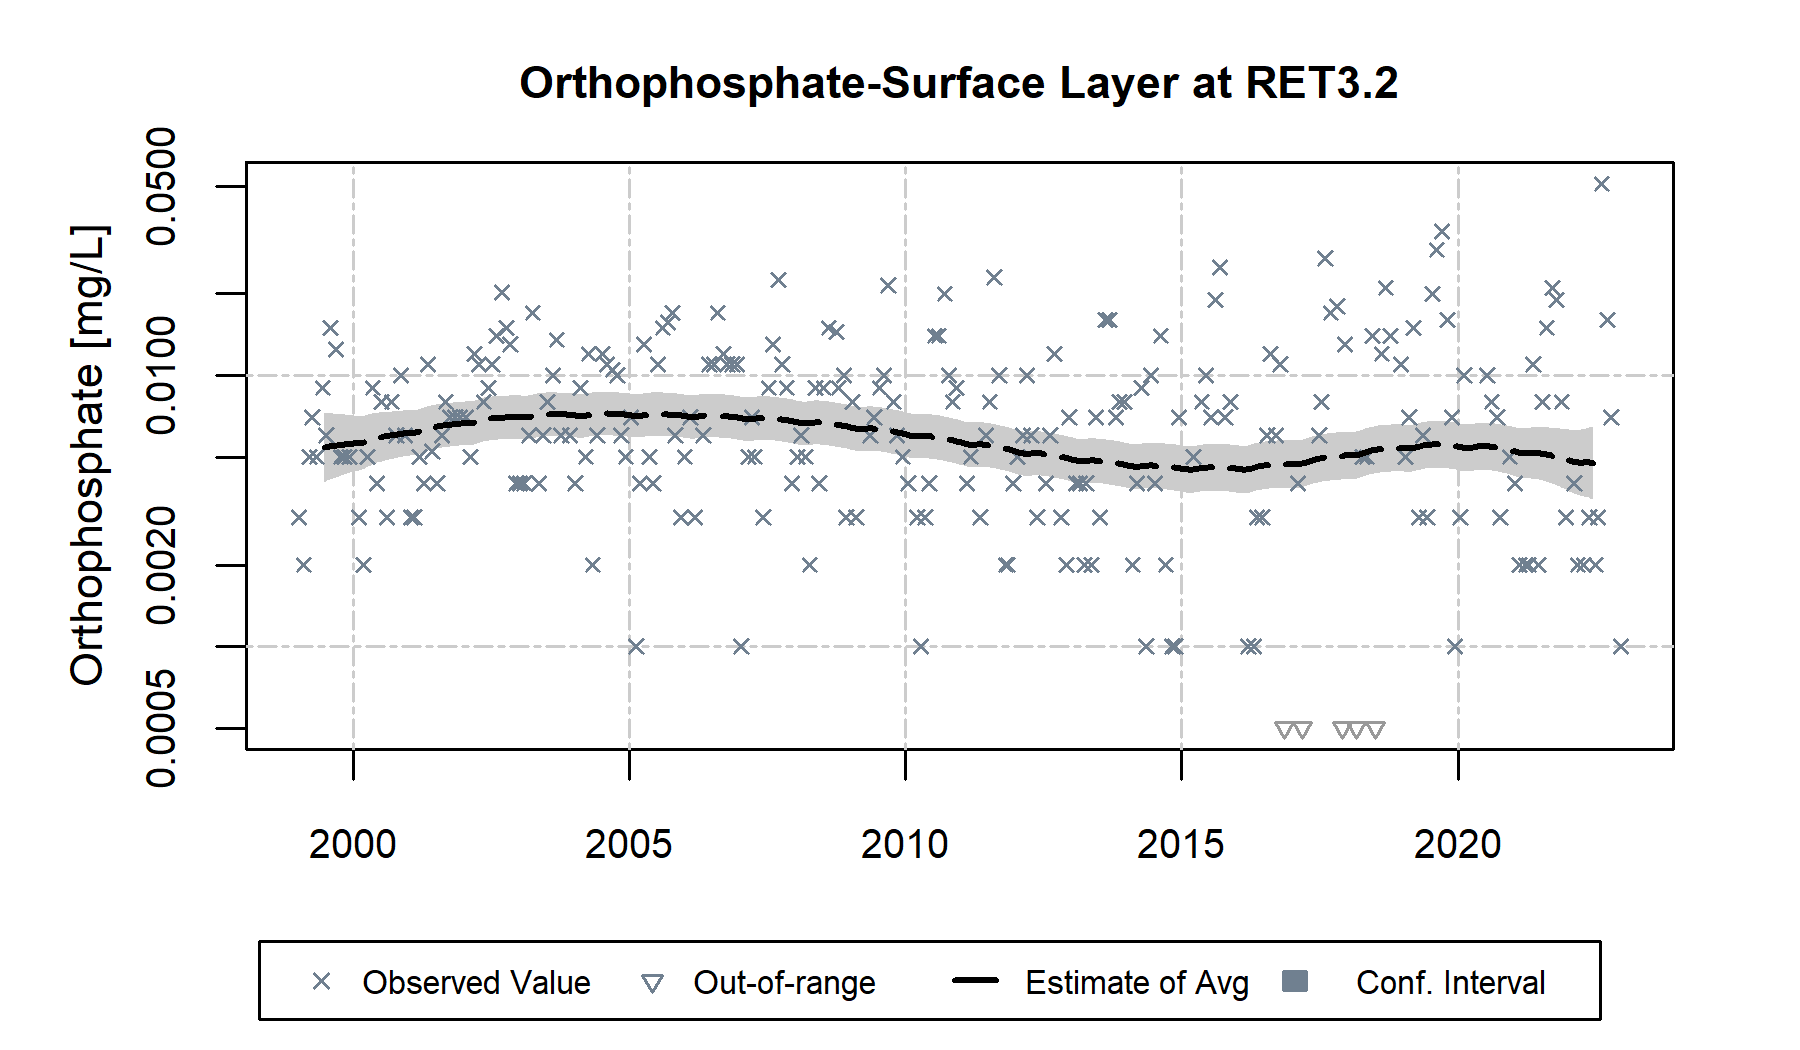 Orthophosphate-Surface Layer at RET3.2
Orthophosphate [mg/L]
0.0500
0.0100
0.0020
0.0005
2000 2005 2010 2015 2020
Observed Value Out-of-range Estimate of Avg Conf. Interval